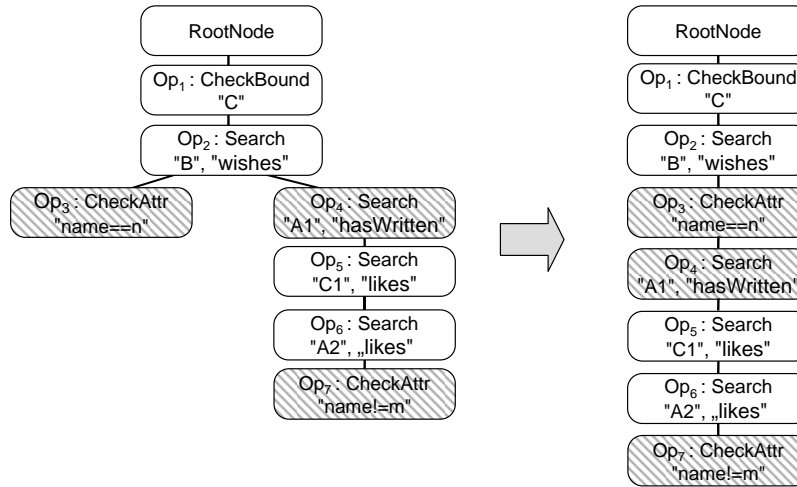 RootNode
Op1 : CheckBound
"C"
Op2 : Search
"B", "wishes"
Op3 : CheckAttr
"name==n"
Op4 : Search
"A1", "hasWritten"
Op5 : Search
"C1", "likes"
Op6 : Search
"A2", „likes"
Op7 : CheckAttr
"name!=m"
RootNode
Op1 : CheckBound
"C"
Op2 : Search
"B", "wishes"
Op3 : CheckAttr
"name==n"
Op4 : Search
"A1", "hasWritten"
Op5 : Search
"C1", "likes"
Op6 : Search
"A2", „likes"
Op7 : CheckAttr
"name!=m"